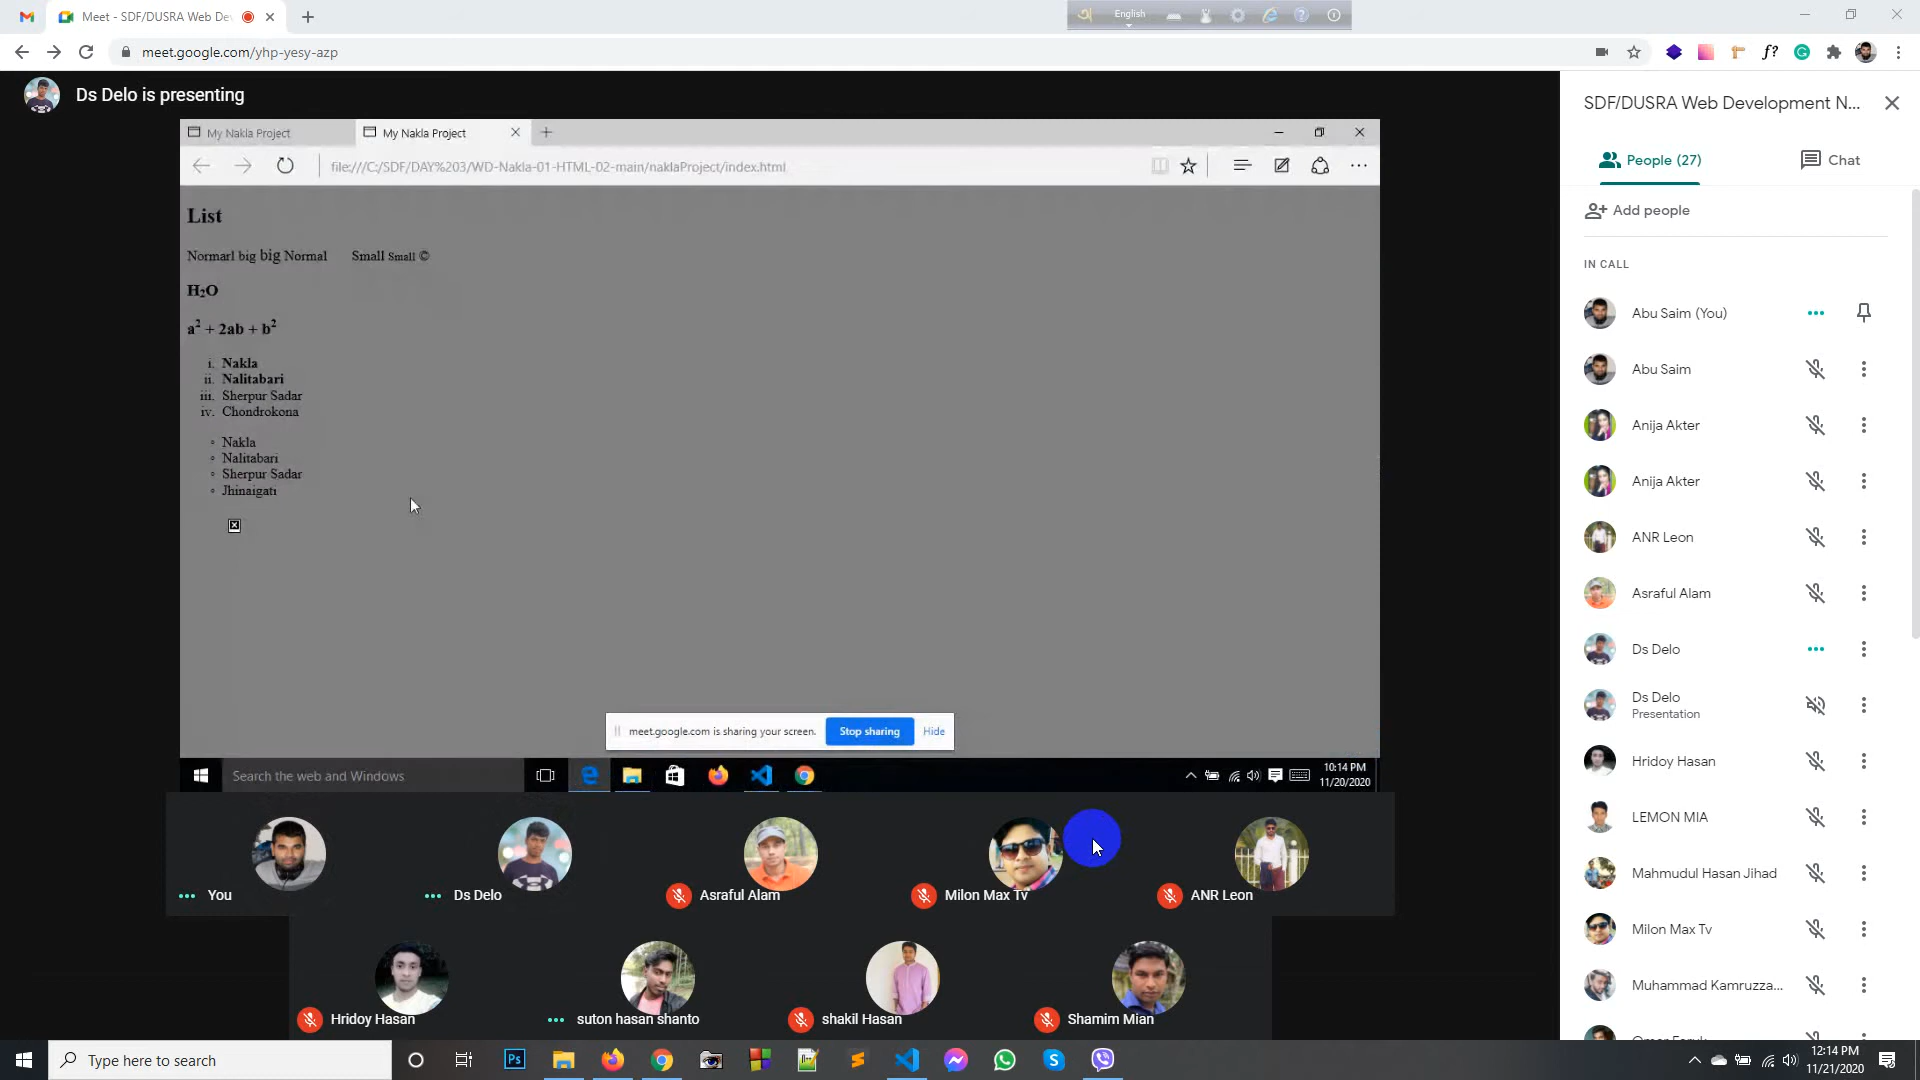 Meet - SDF/DUSRA Web De
English
meet.google.com/yhp-yesy-azp
f?
Ds Delo is presenting
My Nakla Project
My Nakla Project
file:///C:/SDF/DAY%203/WD-Nakla-01-HTML-02-main/naklaProject/index.html
List
Normarl big big Normal Small Small ©
H2O
a2 + 2ab + b2
i. Nakla
ii. Nalitabari
iii. Sherpur Sadar
iv. Chondrokona
Nakla
Nalitabari
Sherpur Sadar
Jhinaigati
meet.google.com is sharing your screen. Stop sharing Hide
Search the web and Windows
10:14 PM
11/20/2020
You
Ds Delo
Asraful Alam
Milon Max Tv
ANR Leon
Hridoy Hasan
suton hasan shanto
shakil Hasan
Shamim Mian
SDF/DUSRA Web Development N...
People (27)
Chat
Add people
IN CALL
Abu Saim (You)
Abu Saim
Anija Akter
Anija Akter
ANR Leon
Asraful Alam
Ds Delo
Ds Delo
Presentation
Hridoy Hasan
LEMON MIA
Mahmudul Hasan Jihad
Milon Max Tv
Muhammad Kamruzza...
Type here to search
Ps
12:14 PM
11/21/2020